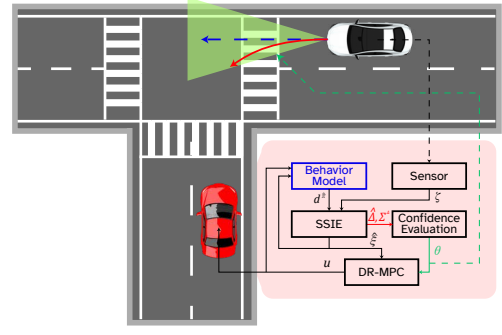 Behavior
Model
Sensor
ζ
SSIE
Confidence
Evaluation
θ
u
DR-MPC